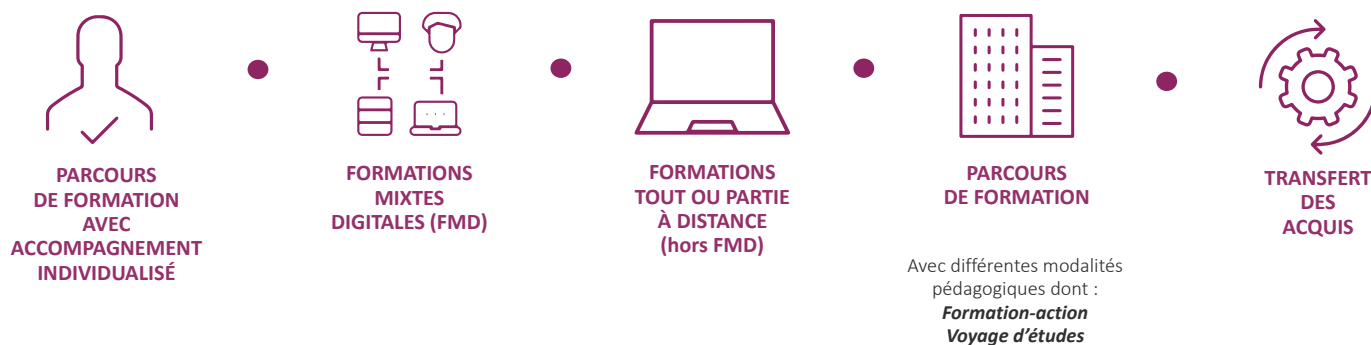 PARCOURS
DE FORMATION
AVEC
ACCOMPAGNEMENT
INDIVIDUALISÉ
FORMATIONS
MIXTES
DIGITALES (FMD)
FORMATIONS
TOUT OU PARTIE
À DISTANCE
(hors FMD)
PARCOURS
DE FORMATION
Avec différentes modalités
pédagogiques dont :
Formation-action
Voyage d’études
TRANSFERT
DES
ACQUIS